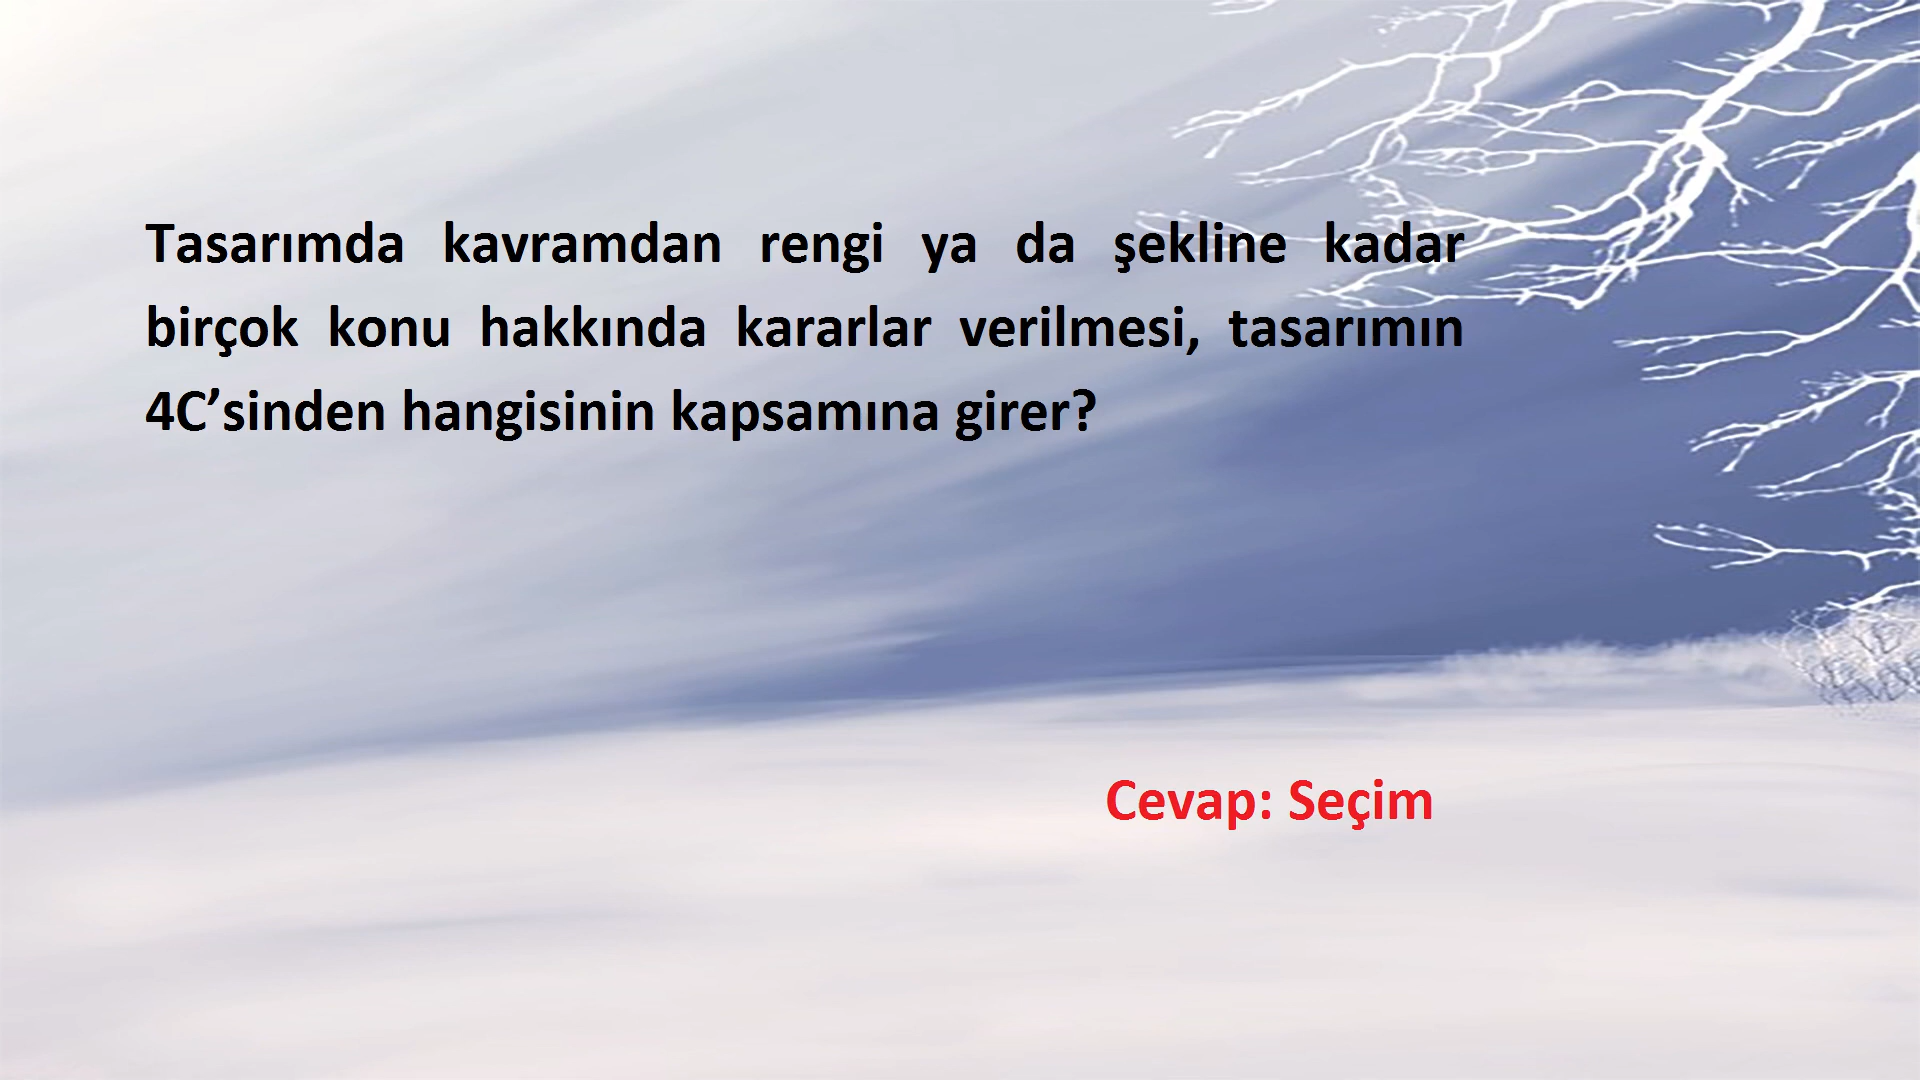 Tasarımda kavramdan rengi ya da şekline kadar
birçok konu hakkında kararlar verilmesi, tasarımın
4C’sinden hangisinin kapsamına girer?
Cevap: Seçim